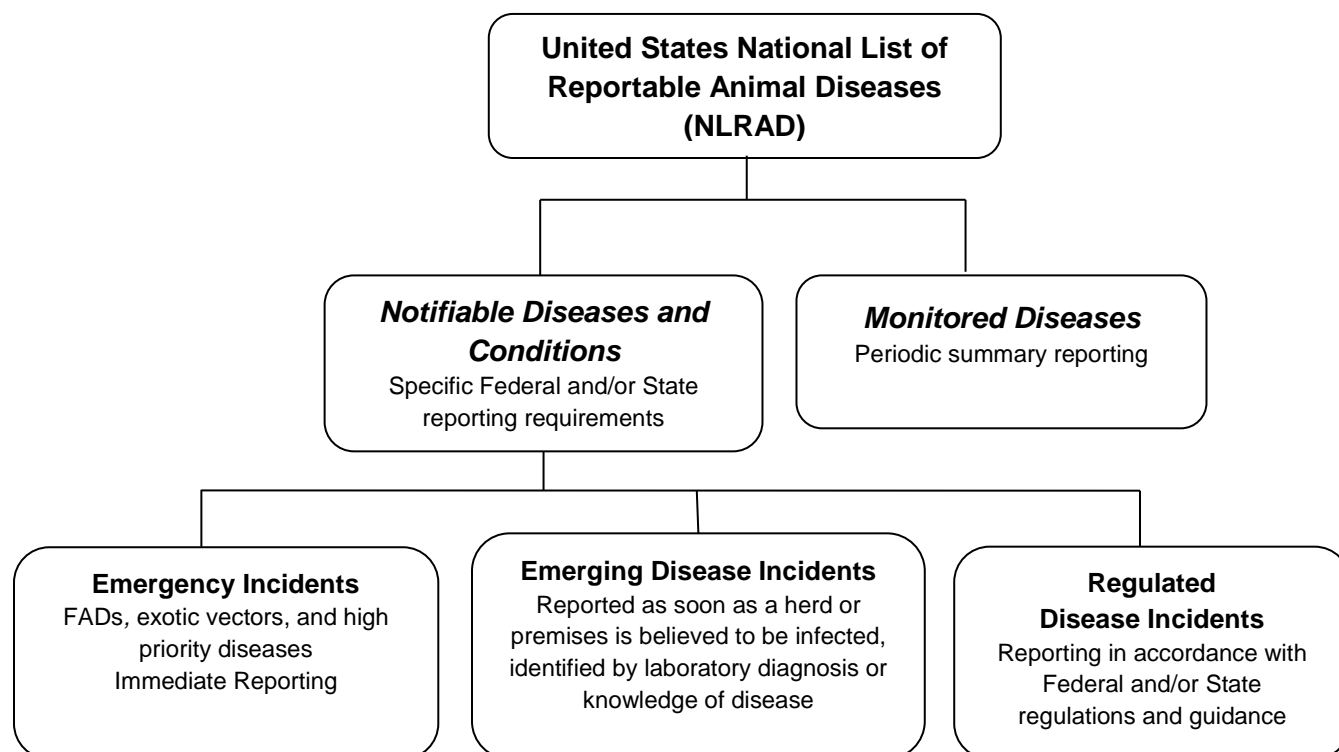 United States National List of
Reportable Animal Diseases
(NLRAD)
Notifiable Diseases and
Conditions
Specific Federal and/or State
reporting requirements
Monitored Diseases
Periodic summary reporting
Emergency Incidents
FADs, exotic vectors, and high
priority diseases
Immediate Reporting
Emerging Disease Incidents
Reported as soon as a herd or
premises is believed to be infected,
identified by laboratory diagnosis or
knowledge of disease
Regulated
Disease Incidents
Reporting in accordance with
Federal and/or State
regulations and guidance